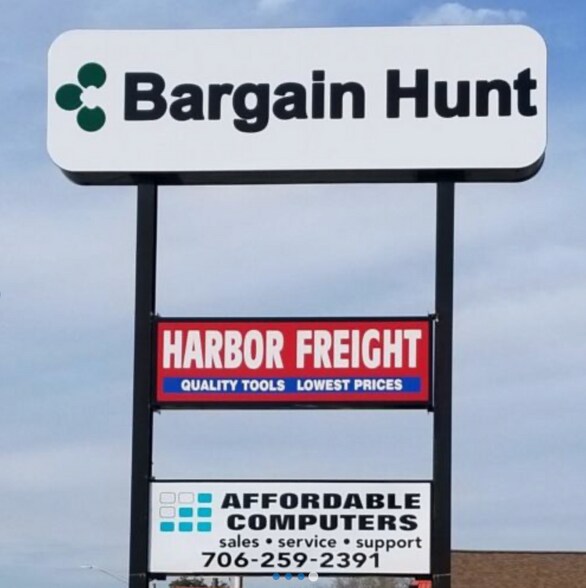 Bargain Hunt
HARBOR FREIGHT
QUALITY TOOLS LOWEST PRICES
AFFORDABLE
COMPUTERS
sales • service • support
706-259-2391